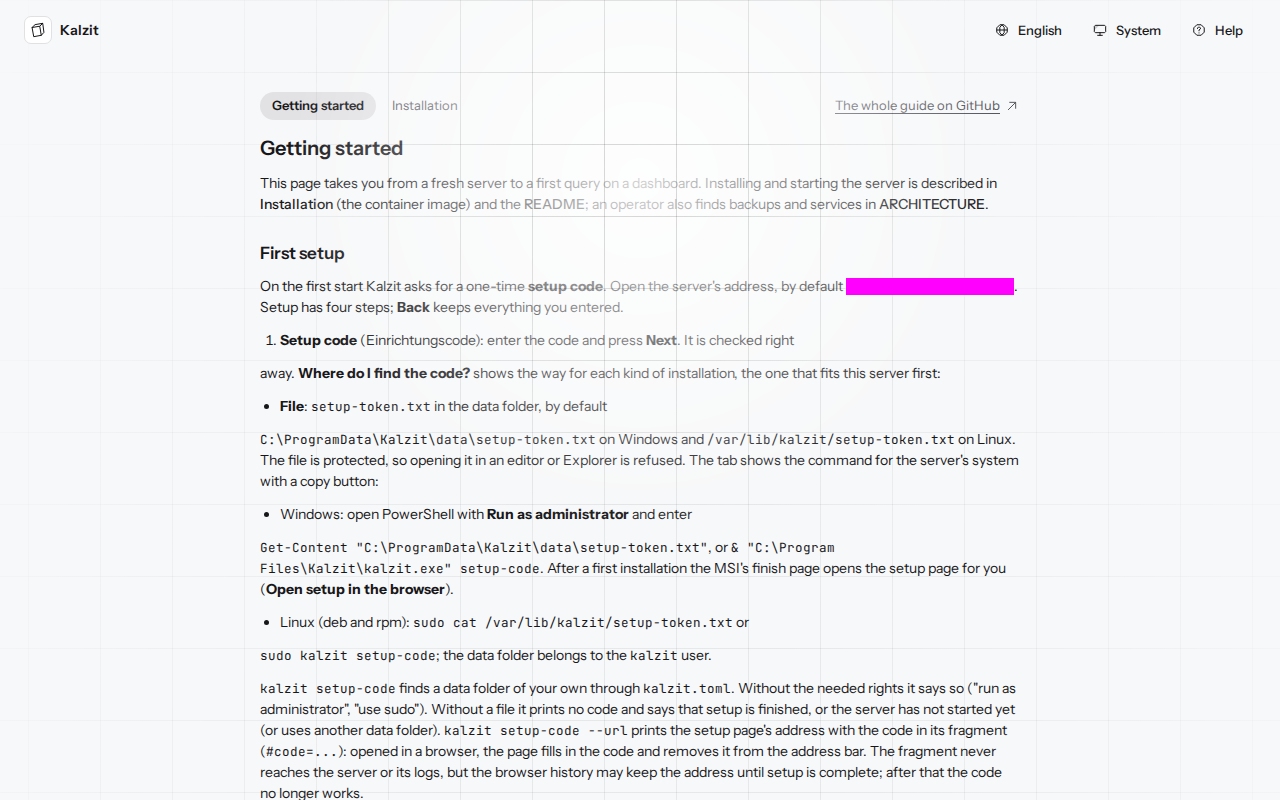 Kalzit
English
System
Help
Getting started
Installation
The whole guide on GitHub
Getting started
This page takes you from a fresh server to a first query on a dashboard. Installing and starting the server is described in
Installation (the container image) and the README; an operator also finds backups and services in ARCHITECTURE.
First setup
On the first start Kalzit asks for a one-time setup code. Open the server's address, by default .
Setup has four steps; Back keeps everything you entered.
1. Setup code (Einrichtungscode): enter the code and press Next. It is checked right
away. Where do I find the code? shows the way for each kind of installation, the one that fits this server first:
• File: setup-token.txt in the data folder, by default
C:\ProgramData\Kalzit\data\setup-token.txt on Windows and /var/lib/kalzit/setup-token.txt on Linux.
The file is protected, so opening it in an editor or Explorer is refused. The tab shows the command for the server's system
with a copy button:
• Windows: open PowerShell with Run as administrator and enter
Get-Content "C:\ProgramData\Kalzit\data\setup-token.txt", or & "C:\Program
Files\Kalzit\kalzit.exe" setup-code. After a first installation the MSI's finish page opens the setup page for you
(Open setup in the browser).
• Linux (deb and rpm): sudo cat /var/lib/kalzit/setup-token.txt or
sudo kalzit setup-code; the data folder belongs to the kalzit user.
kalzit setup-code finds a data folder of your own through kalzit.toml. Without the needed rights it says so ("run as
administrator", "use sudo"). Without a file it prints no code and says that setup is finished, or the server has not started yet
(or uses another data folder). kalzit setup-code --url prints the setup page's address with the code in its fragment
(#code=...): opened in a browser, the page fills in the code and removes it from the address bar. The fragment never
reaches the server or its logs, but the browser history may keep the address until setup is complete; after that the code
no longer works.